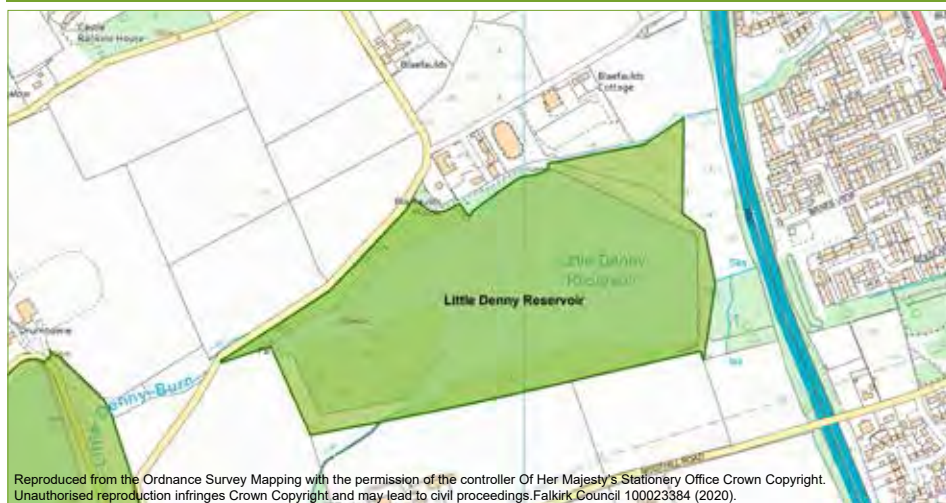 Castle
Rankine House
Blaefaulds
Blaefaulds
Cottage
Little Denny
Reservoir
Little Denny Reservoir
Little Denny Burn
Reproduced from the Ordnance Survey Mapping with the permission of the controller Of Her Majesty's Stationery Office Crown Copyright.
Unauthorised reproduction infringes Crown Copyright and may lead to civil proceedings.Falkirk Council 100023384 (2020).